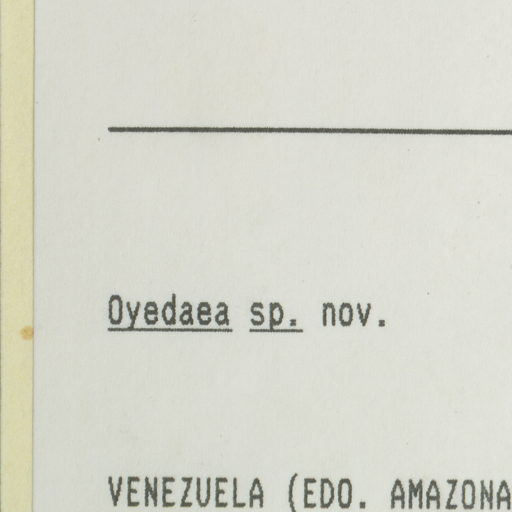 Oyedaea sp. nov.
VENEZUELA (EDO. AMAZONA